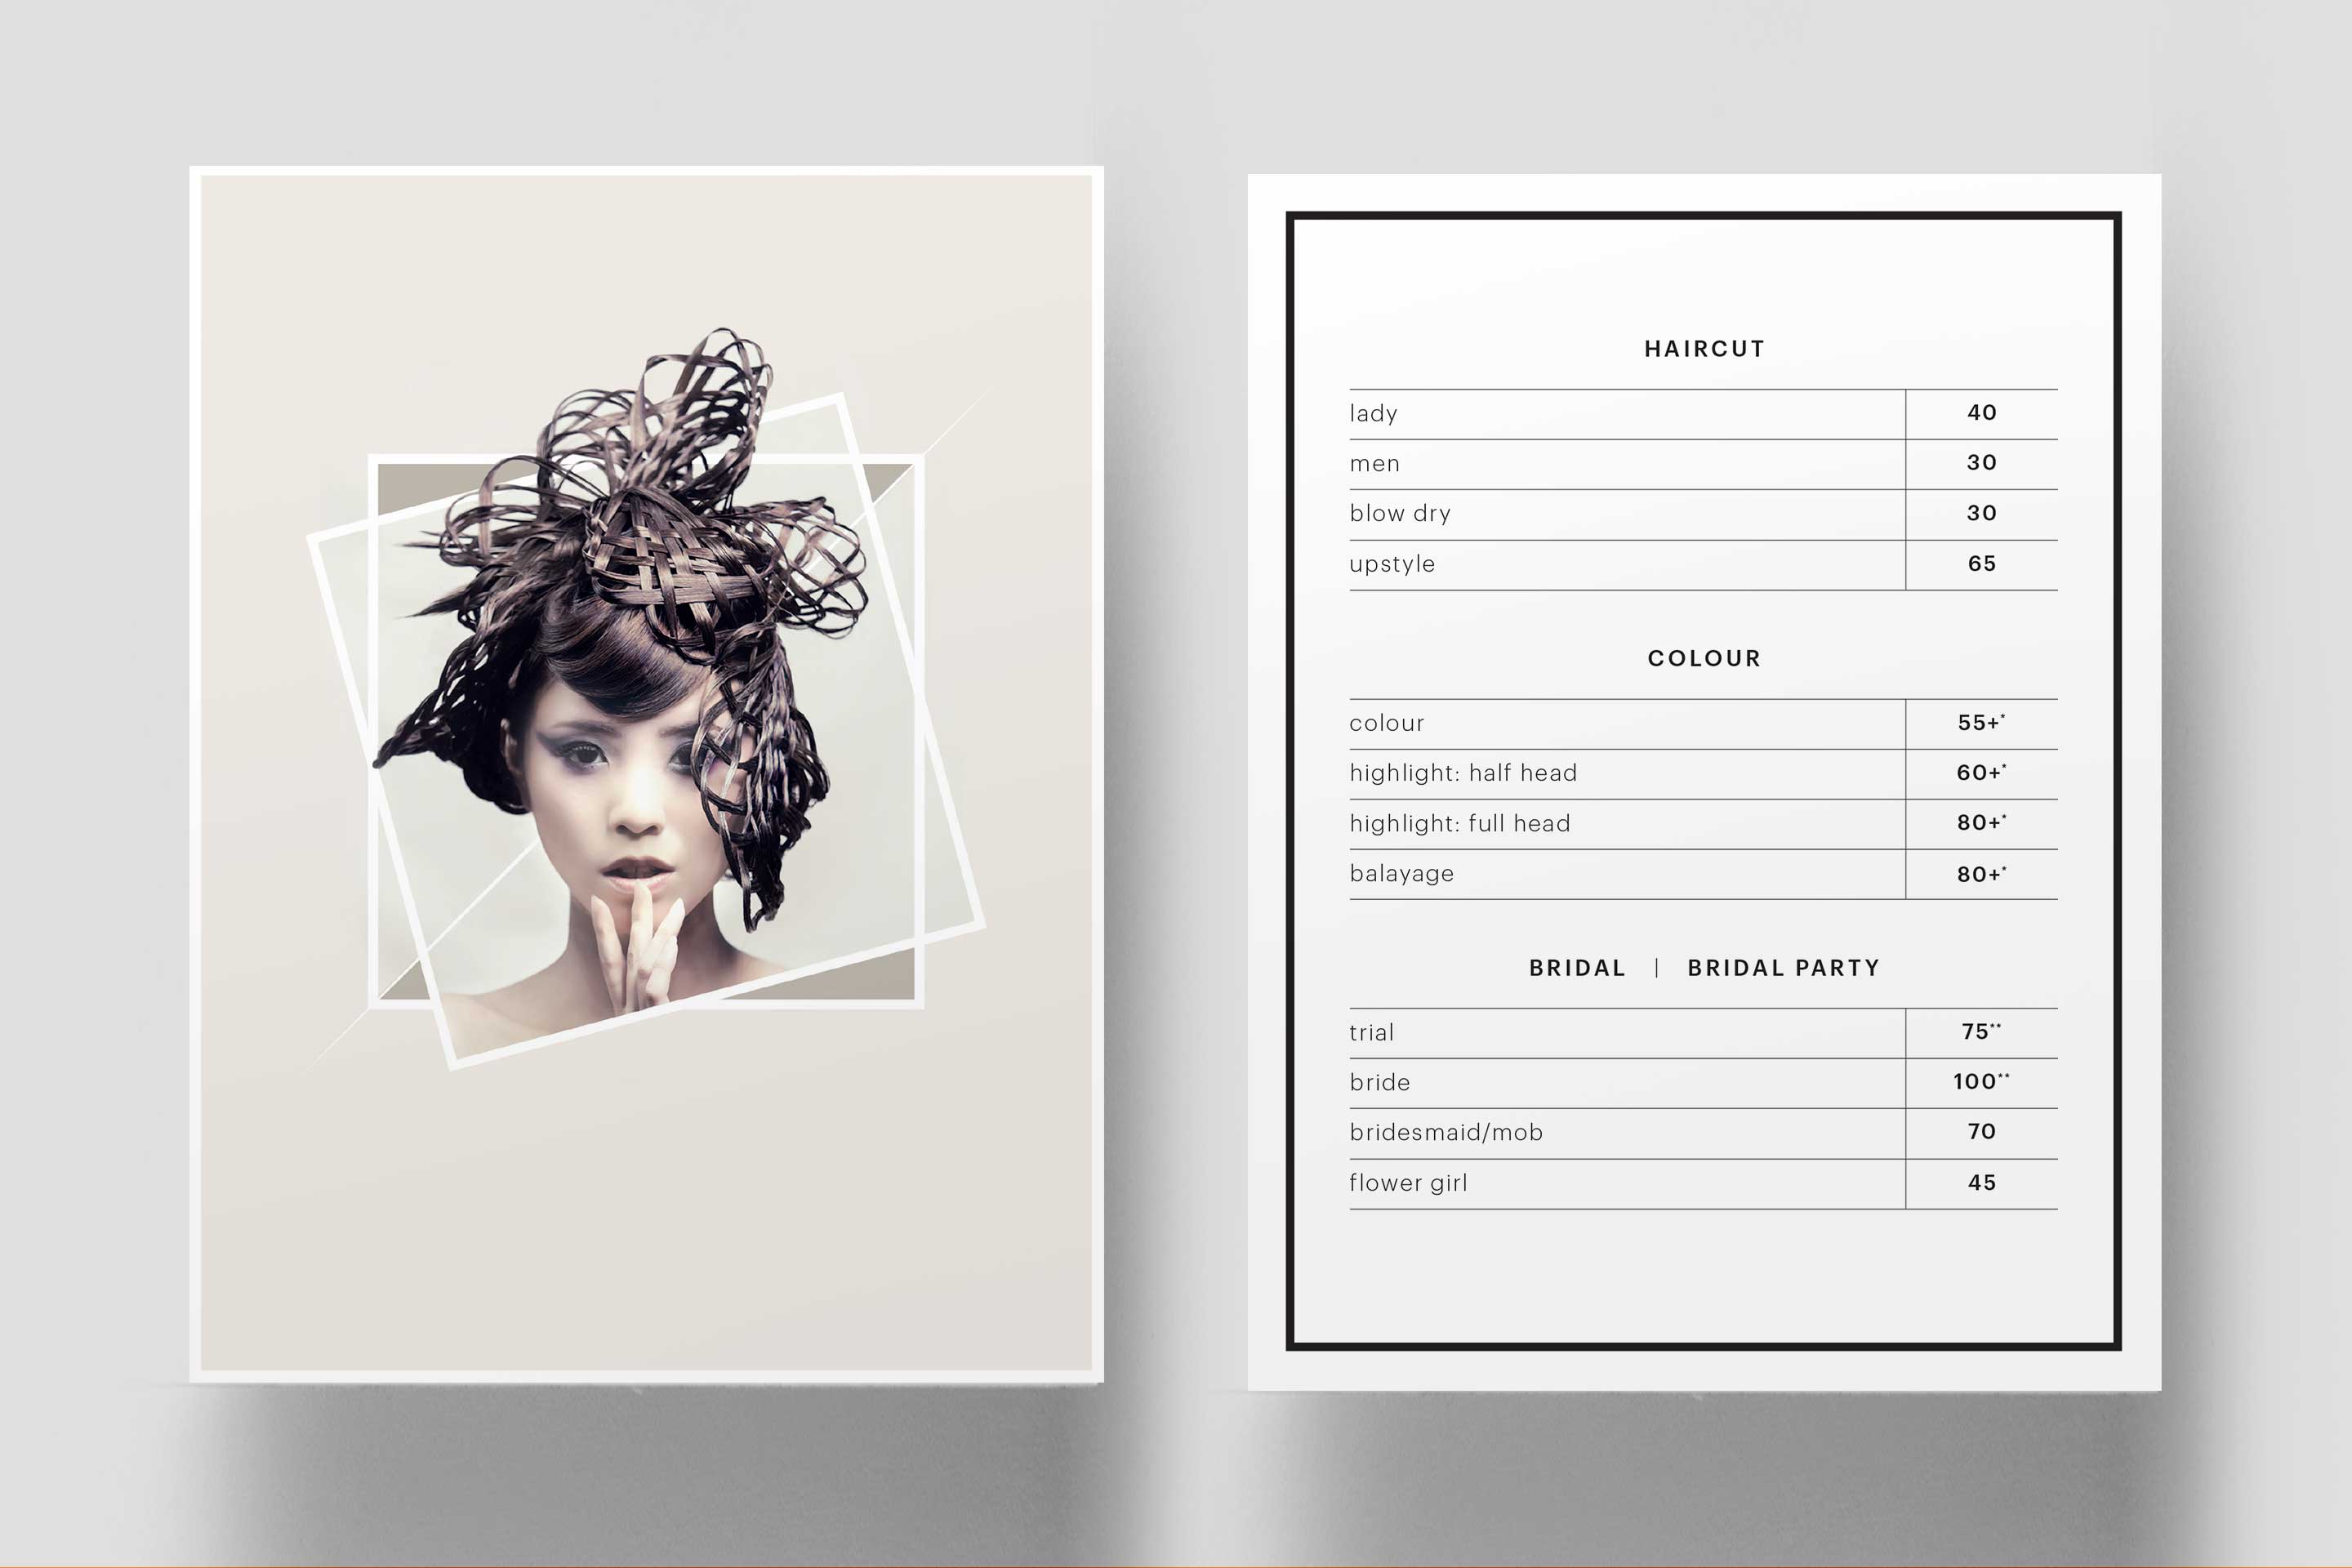 HAIRCUT
lady 40
men 30
blow dry 30
upstyle 65
COLOUR
colour 55+*
highlight: half head 60+*
highlight: full head 80+*
balayage 80+*
BRIDAL | BRIDAL PARTY
trial 75**
bride 100**
bridesmaid/mob 70
flower girl 45